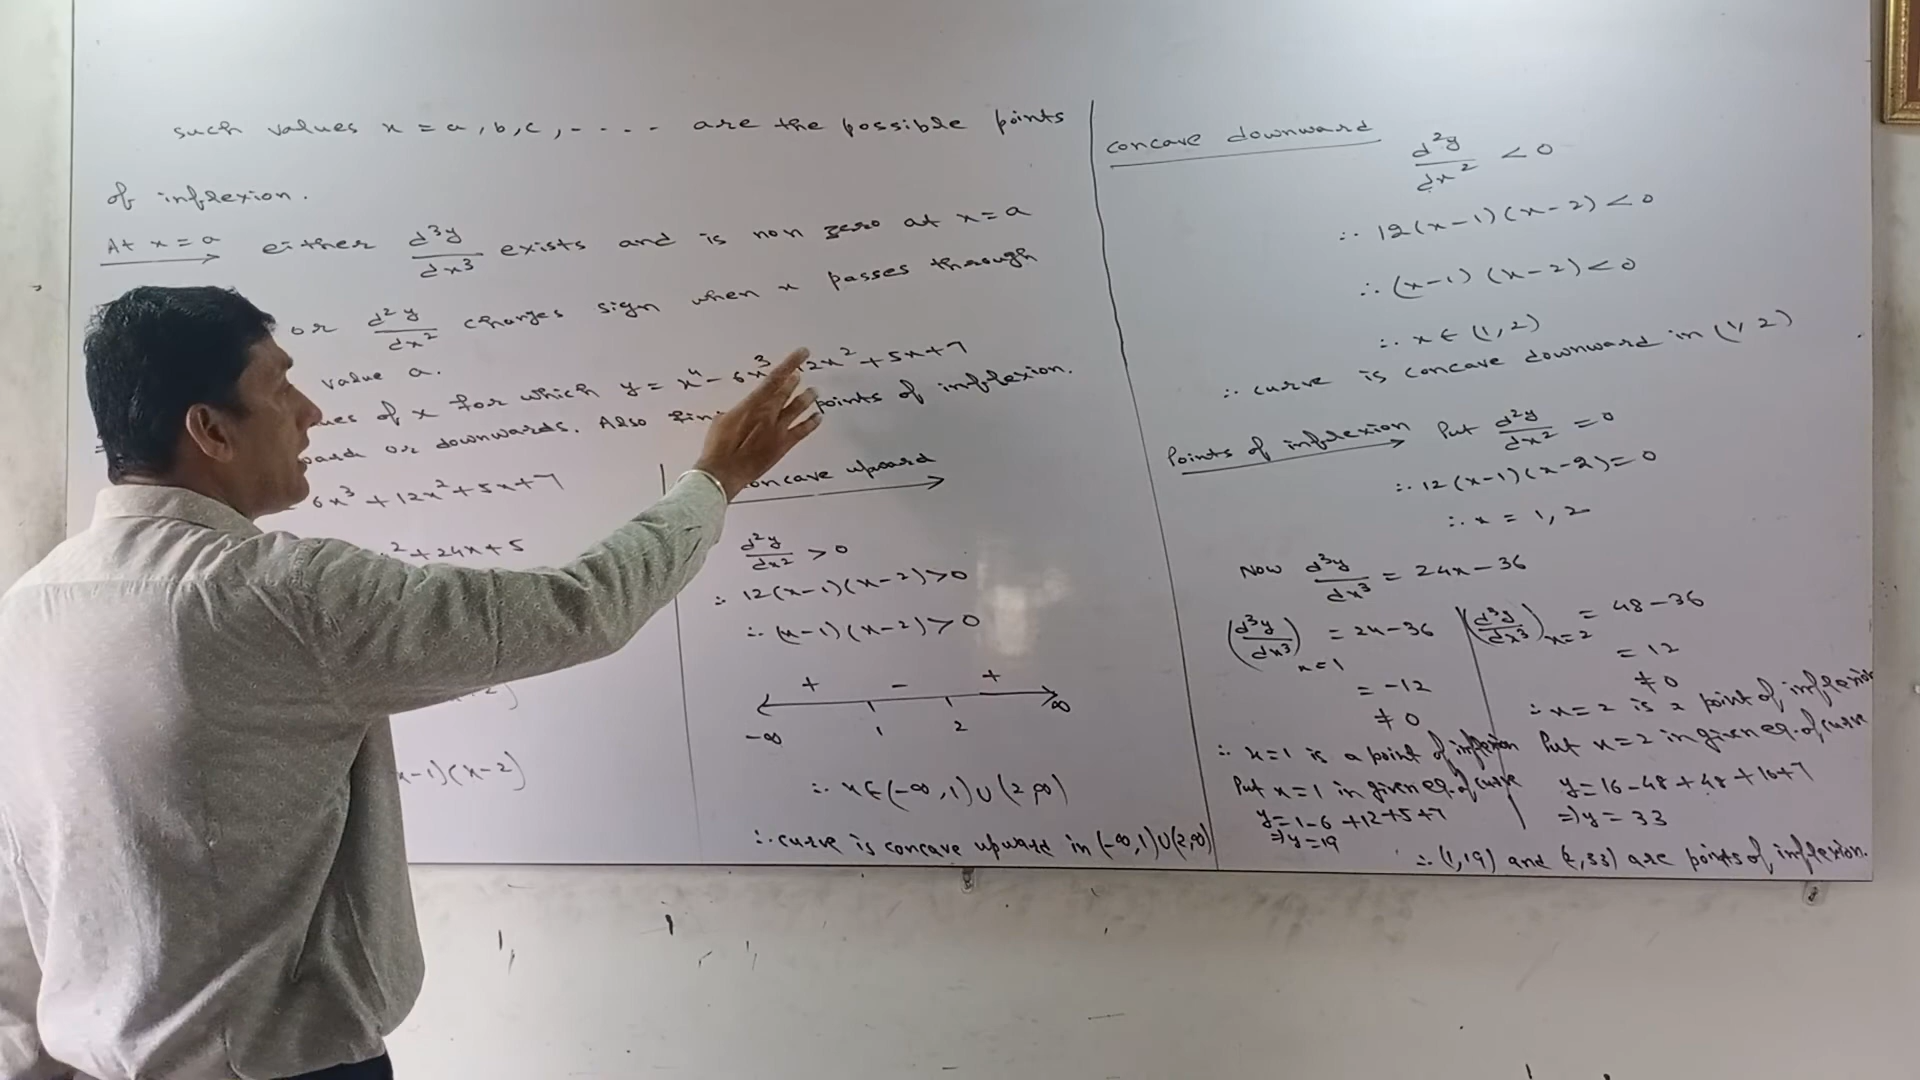 such values x = a, b, c, - - - - are the possible points
of inflexion.
At x = a either d³y/dx³ exists and is non zero at x = a
or d²y/dx² changes sign when x passes through
value a.
of x for which y = x⁴ - 6x³ 2x² + 5x + 7
or downwards. Also points of inflexion.
6x³ + 12x² + 5x + 7
² + 24x + 5
x-1)(x-2)
concave upward
d²y/dx² > 0
∴ 12(x-1)(x-2) > 0
∴ (x-1)(x-2) > 0
+ - +
-∞ 1 2 ∞
∴ x ∈ (-∞, 1) ∪ (2, ∞)
∴ curve is concave upward in (-∞, 1) ∪ (2, ∞)
concave downward
d²y/dx² < 0
∴ 12(x-1)(x-2) < 0
∴ (x-1)(x-2) < 0
∴ x ∈ (1, 2)
∴ curve is concave downward in (1, 2)
Points of inflexion Put d²y/dx² = 0
∴ 12(x-1)(x-2) = 0
∴ x = 1, 2
Now d³y/dx³ = 24x - 36
(d³y/dx³)x=1 = 24 - 36
= -12
≠ 0
∴ x=1 is a point of inflexion
Put x=1 in given eq. of curve
y = 1 - 6 + 12 + 5 + 7
⇒ y = 19
(d³y/dx³)x=2 = 48 - 36
= 12
≠ 0
∴ x=2 is a point of inflexion
Put x=2 in given eq. of curve
y = 16 - 48 + 48 + 10 + 7
⇒ y = 33
∴ (1, 19) and (2, 33) are points of inflexion.